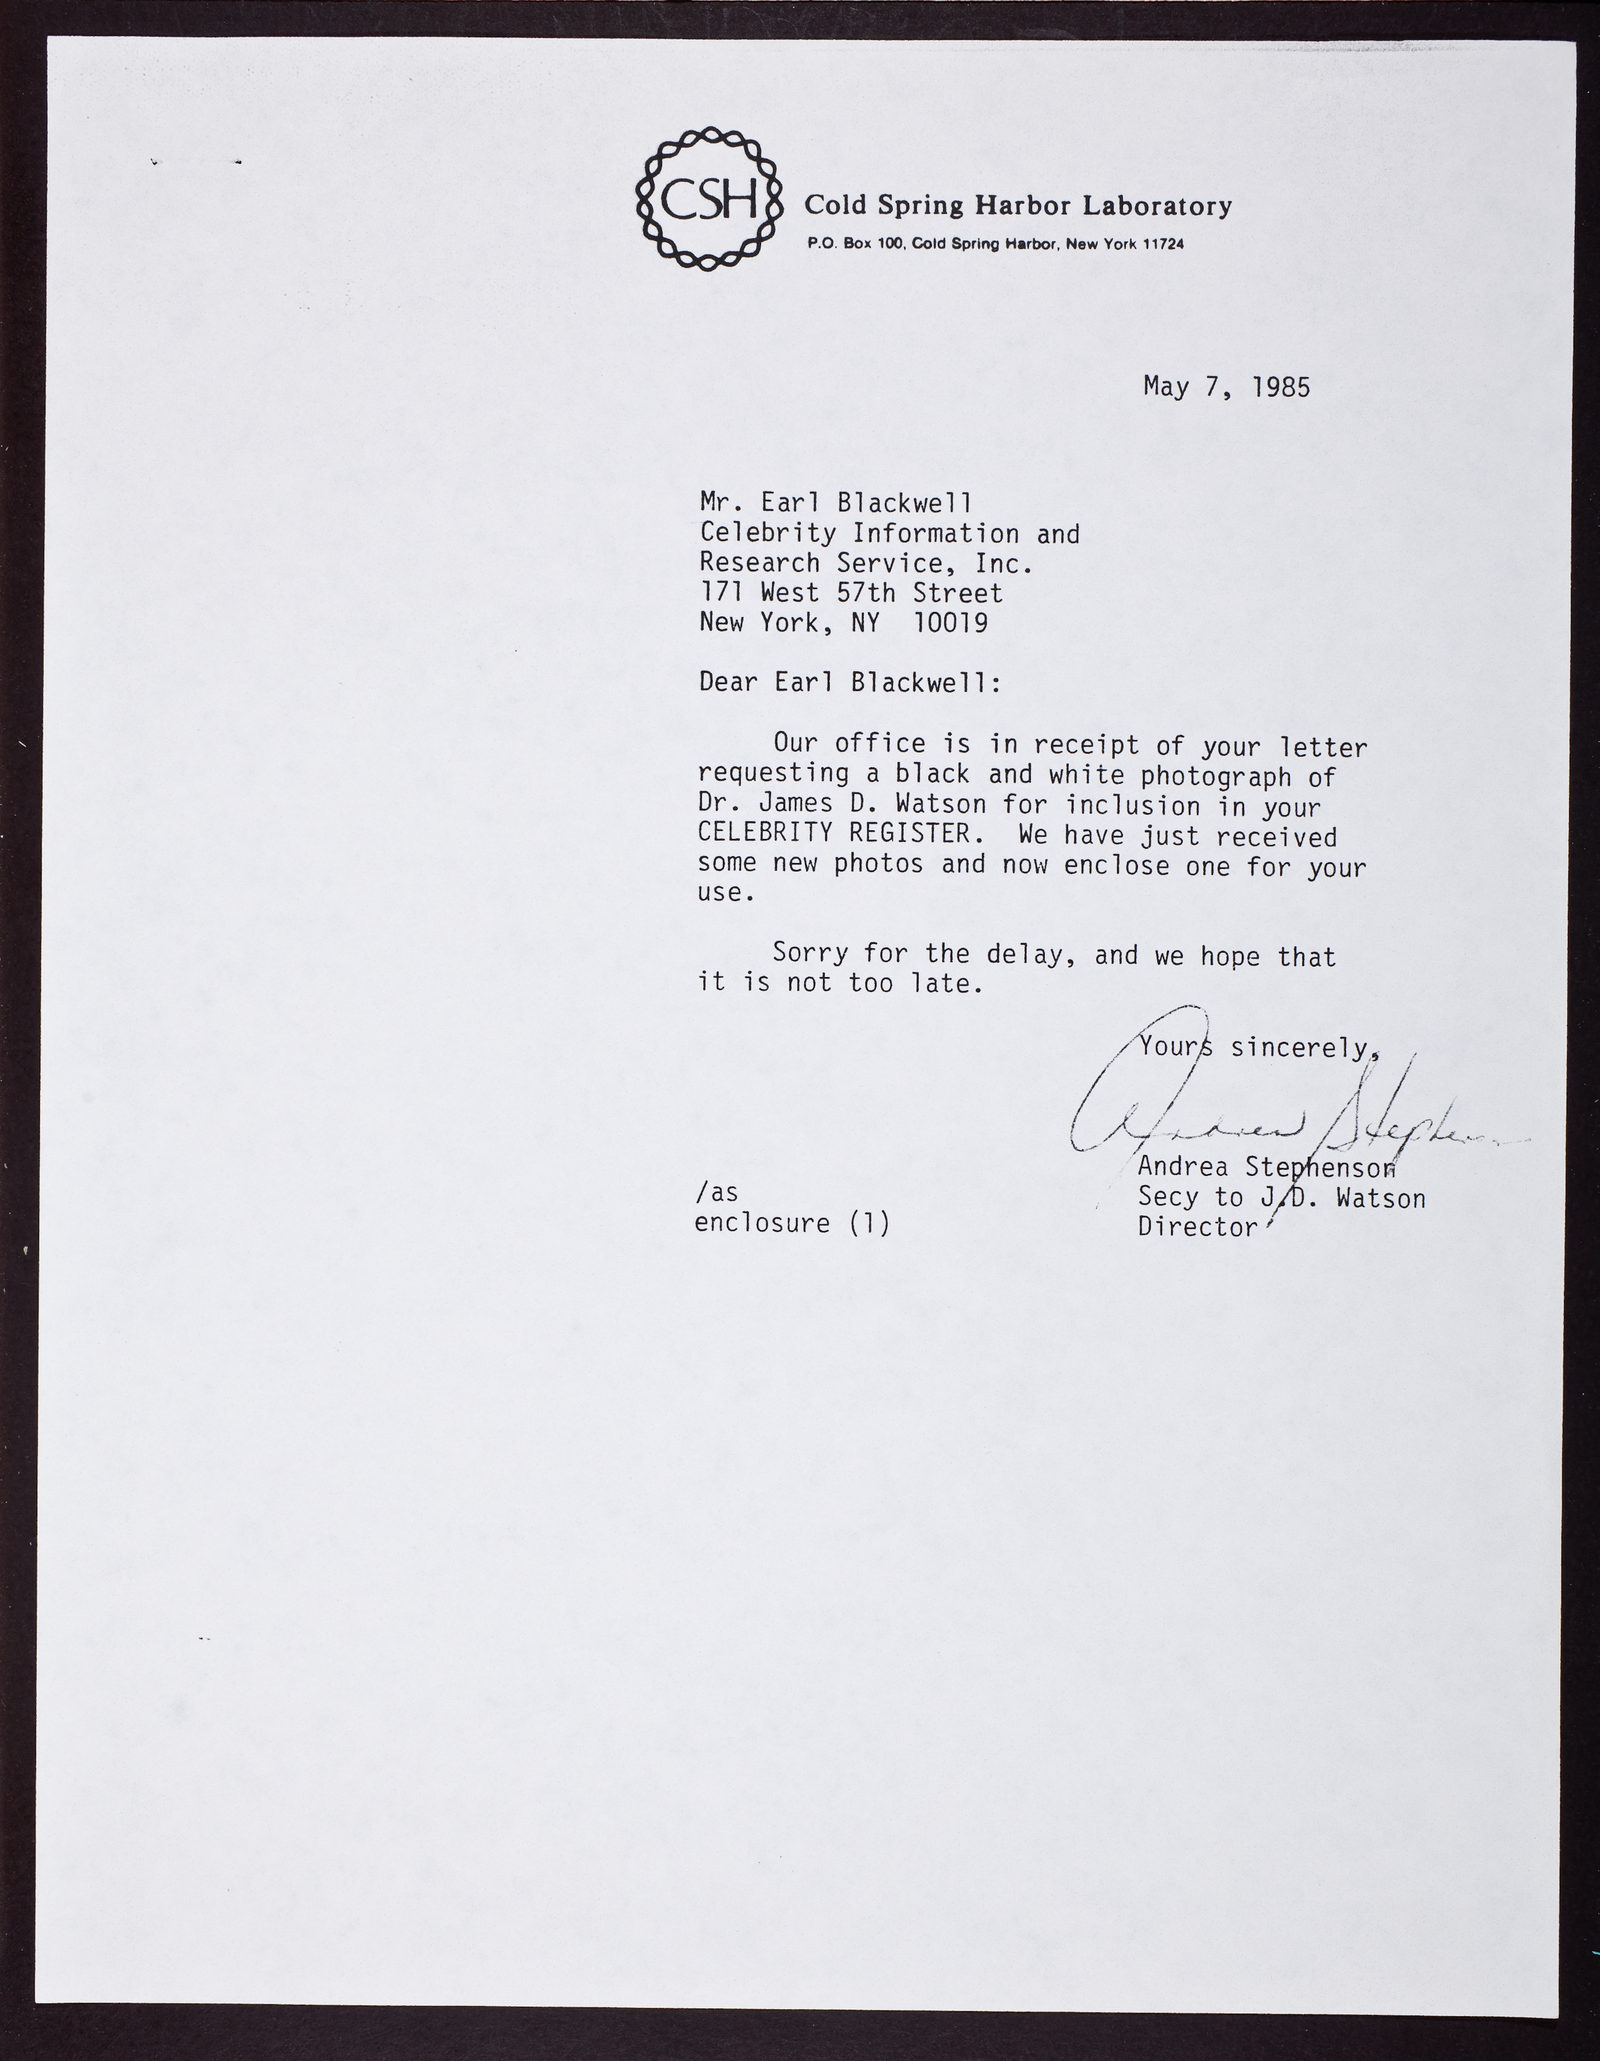 CSH
Cold Spring Harbor Laboratory
P.O. Box 100, Cold Spring Harbor, New York 11724
May 7, 1985
Mr. Earl Blackwell
Celebrity Information and
Research Service, Inc.
171 West 57th Street
New York, NY  10019
Dear Earl Blackwell:
Our office is in receipt of your letter
requesting a black and white photograph of
Dr. James D. Watson for inclusion in your
CELEBRITY REGISTER.  We have just received
some new photos and now enclose one for your
use.
Sorry for the delay, and we hope that
it is not too late.
Yours sincerely,
Andrea Stephenson
Andrea Stephenson
Secy to J.D. Watson
Director
/as
enclosure (1)